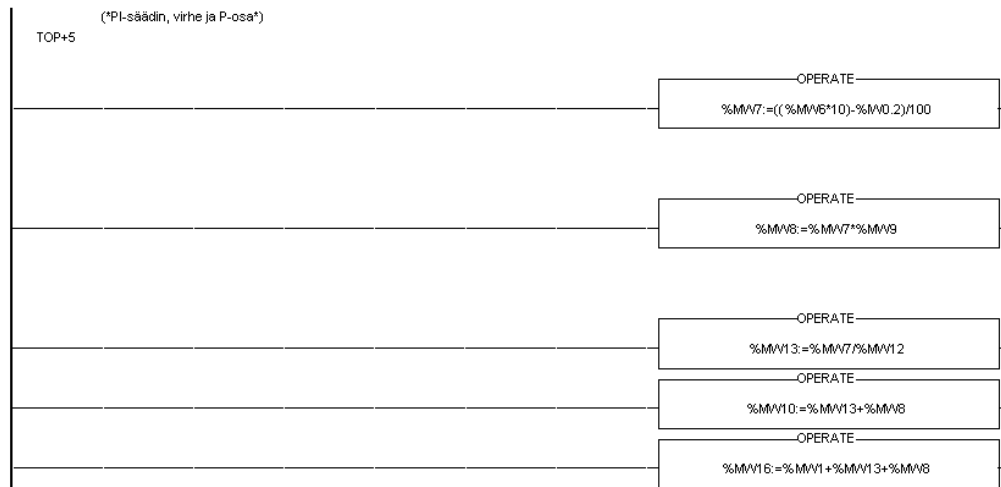 (*PI-säädin, virhe ja P-osa*)
TOP+5
OPERATE
%MW7:=((%MW6*10)-%IW0.2)/100
OPERATE
%MW8:=%MW7*%MW9
OPERATE
%MW13:=%MW7/%MW12
OPERATE
%MW10:=%MW13+%MW8
OPERATE
%MW16:=%MW1+%MW13+%MW8